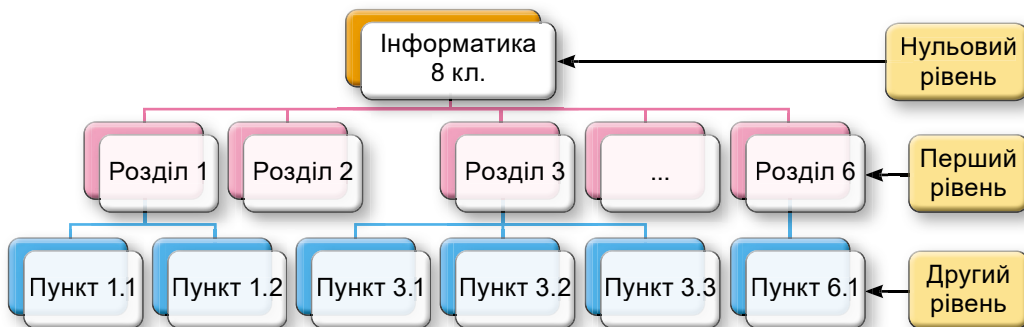 Інформатика
8 кл.
Нульовий
рівень
Розділ 1
Розділ 2
Розділ 3
...
Розділ 6
Перший
рівень
Пункт 1.1
Пункт 1.2
Пункт 3.1
Пункт 3.2
Пункт 3.3
Пункт 6.1
Другий
рівень